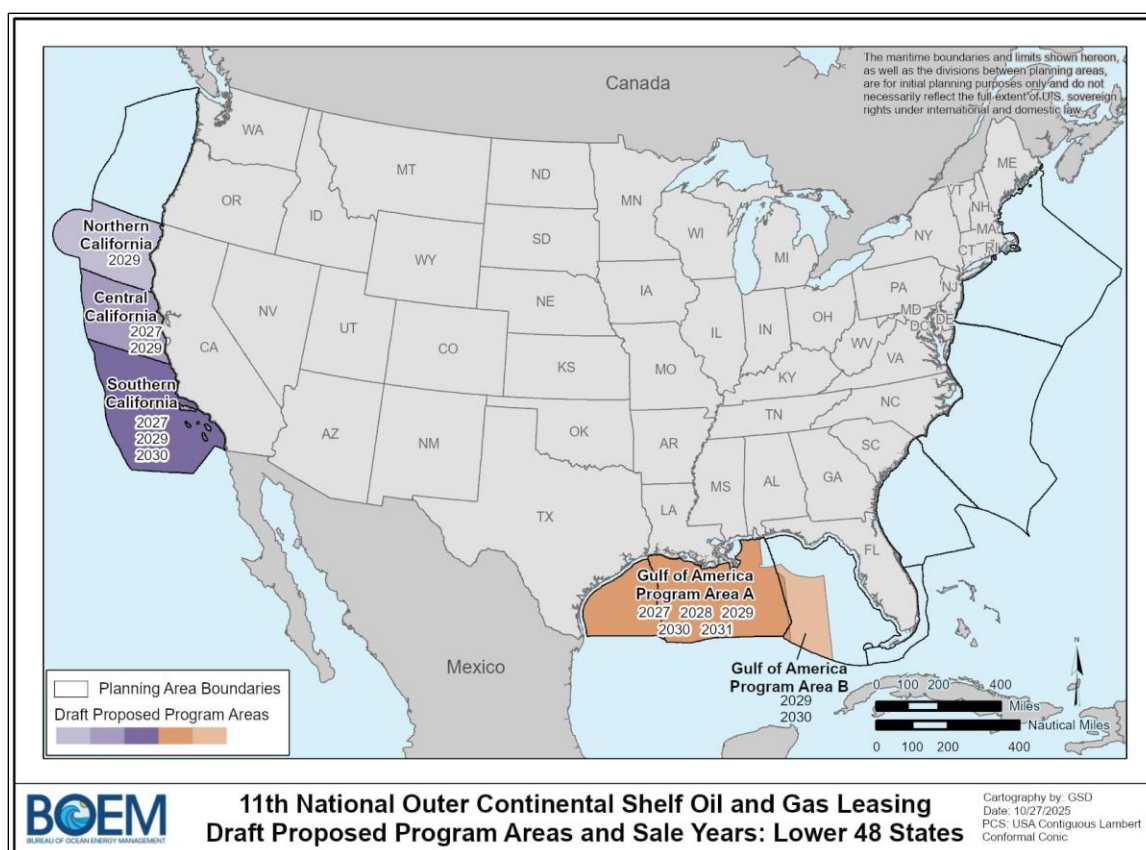 Canada
The maritime boundaries and limits shown hereon,
as well as the divisions between planning areas,
are for initial planning purposes only and do not
necessarily reflect the full extent of U.S. sovereign
rights under international and domestic law
WA
OR
ID
MT
ND
SD
WY
NE
MN
WI
MI
IA
NV
UT
CO
KS
CA
AZ
NM
OK
TX
MO
AR
LA
IL
IN
OH
KY
TN
MS
AL
GA
FL
SC
NC
VA
WV
MD
DC
DE
PA
NJ
NY
CT
RI
MA
VT
NH
ME
Northern
California
2029
Central
California
2027
2029
Southern
California
2027
2029
2030
Gulf of America
Program Area A
2027 2028 2029
2030 2031
Gulf of America
Program Area B
2029
2030
Mexico
Planning Area Boundaries
Draft Proposed Program Areas
N
0 100 200 400
Miles
Nautical Miles
0 100 200 400
BOEM
BUREAU OF OCEAN ENERGY MANAGEMENT
11th National Outer Continental Shelf Oil and Gas Leasing
Draft Proposed Program Areas and Sale Years: Lower 48 States
Cartography by: GSD
Date: 10/27/2025
PCS: USA Contiguous Lambert
Conformal Conic